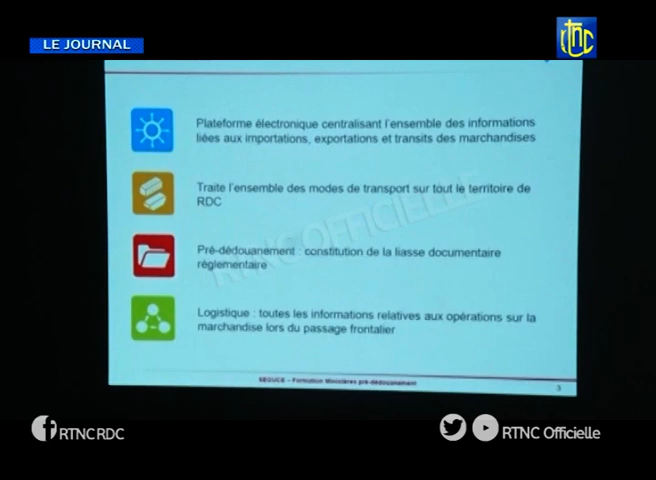 LE JOURNAL
rtnc
Plateforme électronique centralisant l'ensemble des informations
liées aux importations, exportations et transits des marchandises
Traite l'ensemble des modes de transport sur tout le territoire de
RDC
RTNC OFFICIELLE
Pré-dédouanement : constitution de la liasse documentaire
réglementaire
Logistique : toutes les informations relatives aux opérations sur la
marchandise lors du passage frontalier
SEGUCE – Formation Ministères pré-dédouanement
3
RTNCRDC
RTNC Officielle